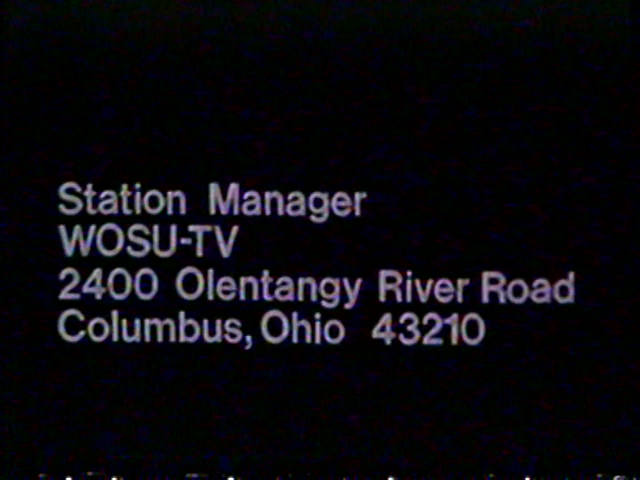 Station Manager
WOSU-TV
2400 Olentangy River Road
Columbus, Ohio 43210